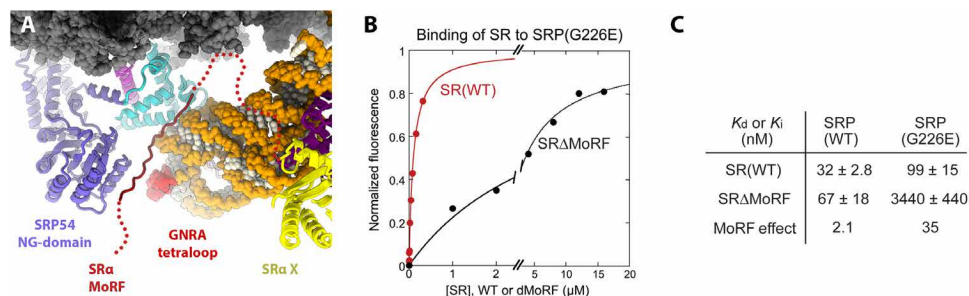 A
SRP54
NG-domain
SRα
MoRF
GNRA
tetraloop
SRα X
B
Binding of SR to SRP(G226E)
Normalized fluorescence
1
0.8
0.6
0.4
0.2
0
SR(WT)
SRΔMoRF
0 1 2 5 10 15 20
[SR], WT or dMoRF (μM)
C
Kd or Ki (nM) SRP (WT) SRP (G226E)
SR(WT) 32 ± 2.8 99 ± 15
SRΔMoRF 67 ± 18 3440 ± 440
MoRF effect 2.1 35